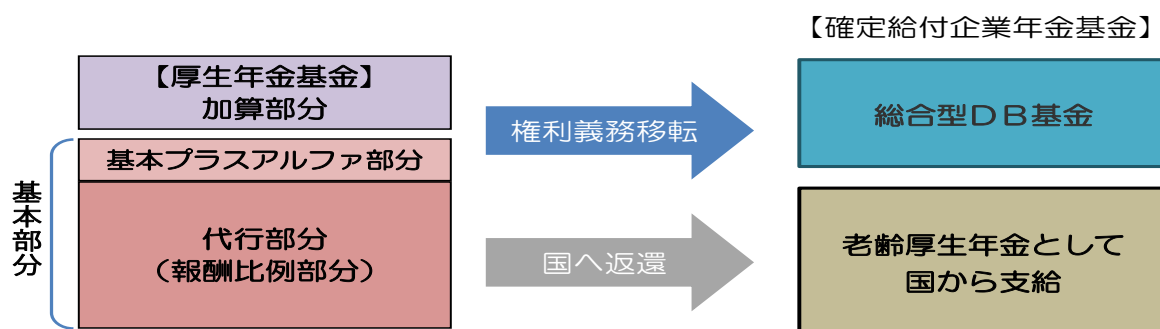 【確定給付企業年金基金】
【厚生年金基金】
加算部分
権利義務移転
総合型ＤＢ基金
基本プラスアルファ部分
基本部分
代行部分
（報酬比例部分）
国へ返還
老齢厚生年金として
国から支給